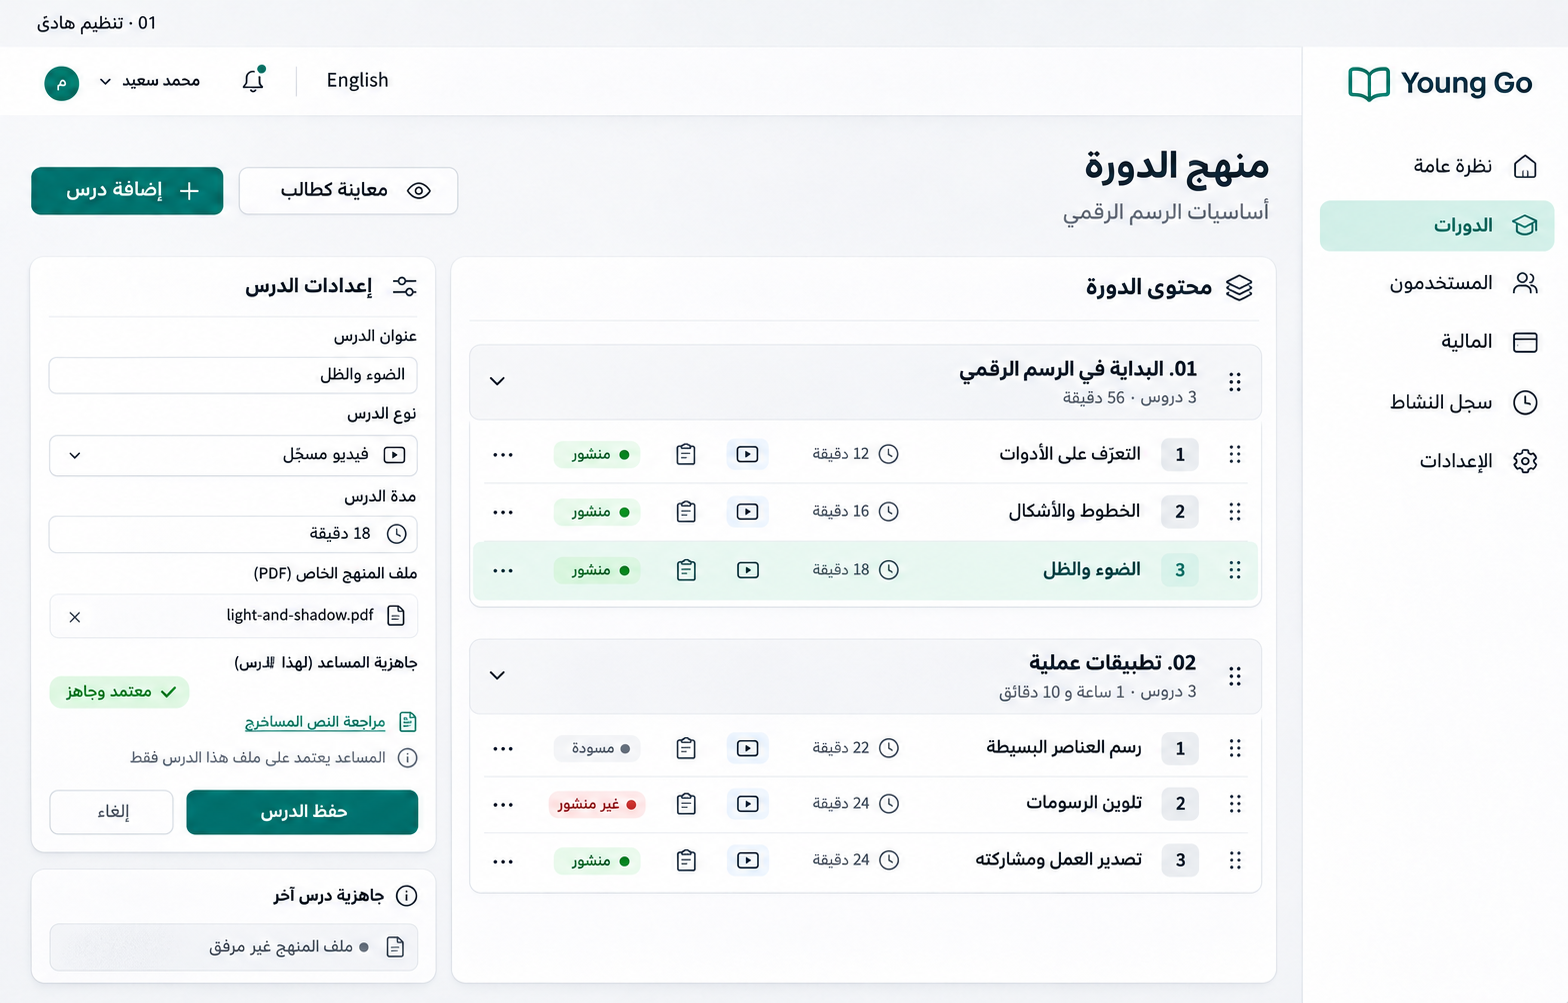 01 · تنظيم هادئ
Young Go
نظرة عامة
الدورات
المستخدمون
المالية
سجل النشاط
الإعدادات
English
محمد سعيد
م
منهج الدورة
أساسيات الرسم الرقمي
معاينة كطالب
إضافة درس
محتوى الدورة
01. البداية في الرسم الرقمي
3 دروس · 56 دقيقة
1 التعرّف على الأدوات 12 دقيقة منشور
2 الخطوط والأشكال 16 دقيقة منشور
3 الضوء والظل 18 دقيقة منشور
02. تطبيقات عملية
3 دروس · 1 ساعة و 10 دقائق
1 رسم العناصر البسيطة 22 دقيقة مسودة
2 تلوين الرسومات 24 دقيقة غير منشور
3 تصدير العمل ومشاركته 24 دقيقة منشور
إعدادات الدرس
عنوان الدرس
الضوء والظل
نوع الدرس
فيديو مسجّل
مدة الدرس
18 دقيقة
ملف المنهج الخاص (PDF)
light-and-shadow.pdf
جاهزية المساعد (لهذا
معتمد وجاهز
مراجعة النص المساخرج
المساعد يعتمد على ملف هذا الدرس فقط
حفظ الدرس
إلغاء
جاهزية درس آخر
ملف المنهج غير مرفق